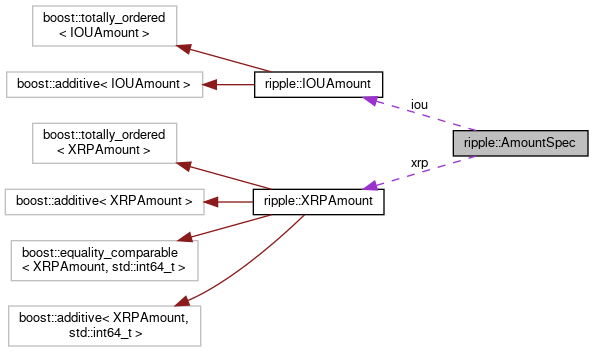 boost::totally_ordered
< IOUAmount >
boost::additive< IOUAmount >
ripple::IOUAmount
iou
boost::totally_ordered
< XRPAmount >
ripple::AmountSpec
xrp
boost::additive< XRPAmount >
ripple::XRPAmount
boost::equality_comparable
< XRPAmount, std::int64_t >
boost::additive< XRPAmount,
std::int64_t >